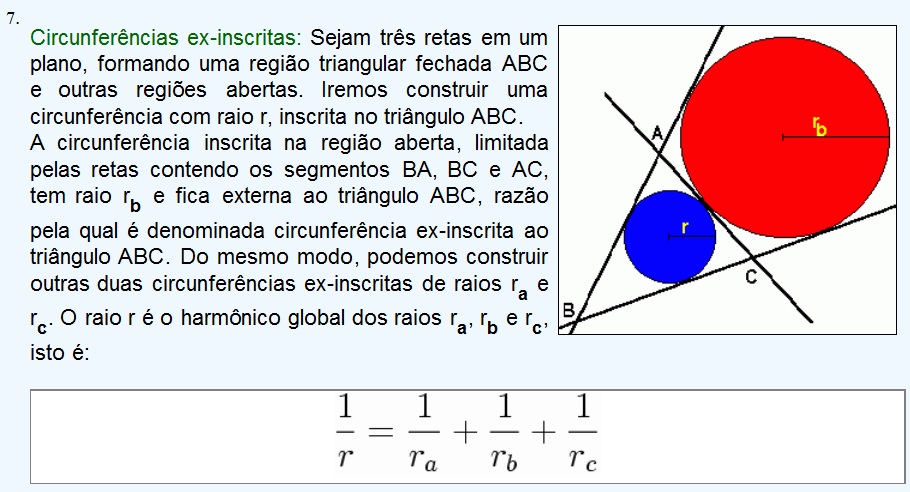 7.
Circunferências ex-inscritas: Sejam três retas em um
plano, formando uma região triangular fechada ABC
e outras regiões abertas. Iremos construir uma
circunferência com raio r, inscrita no triângulo ABC.
A circunferência inscrita na região aberta, limitada
pelas retas contendo os segmentos BA, BC e AC,
tem raio r_b e fica externa ao triângulo ABC, razão
pela qual é denominada circunferência ex-inscrita ao
triângulo ABC. Do mesmo modo, podemos construir
outras duas circunferências ex-inscritas de raios r_a e
r_c. O raio r é o harmônico global dos raios r_a, r_b e r_c,
isto é:
A
r_b
r
C
B
1/r = 1/r_a + 1/r_b + 1/r_c